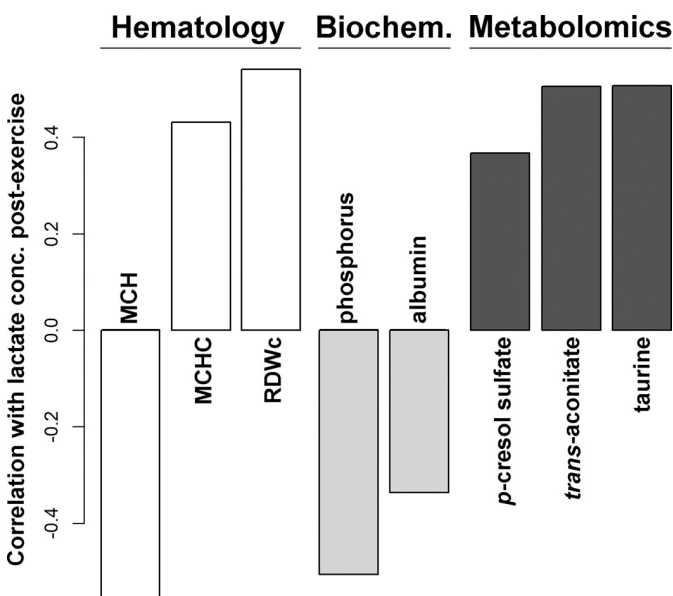 Hematology Biochem. Metabolomics
Correlation with lactate conc. post-exercise
0.4
0.2
0.0
-0.2
-0.4
MCH
MCHC
RDWc
phosphorus
albumin
p-cresol sulfate
trans-aconitate
taurine